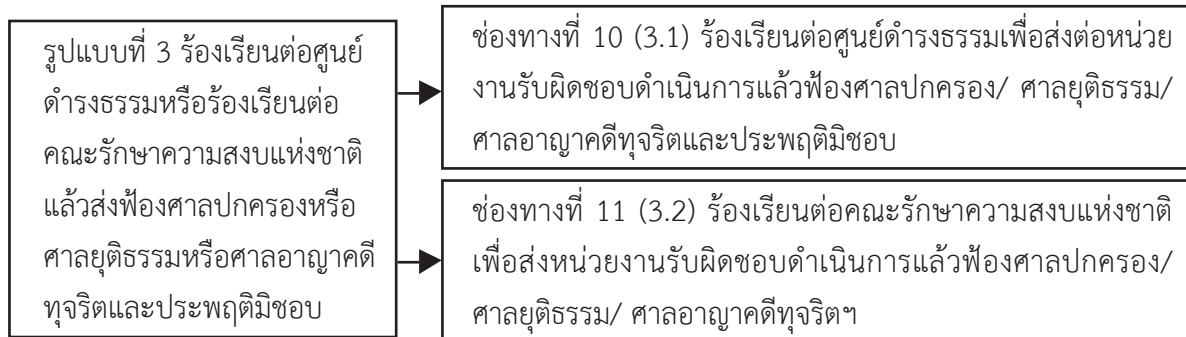 รูปแบบที่ 3 ร้องเรียนต่อศูนย์
ดำรงธรรมหรือร้องเรียนต่อ
คณะรักษาความสงบแห่งชาติ
แล้วส่งฟ้องศาลปกครองหรือ
ศาลยุติธรรมหรือศาลอาญาคดี
ทุจริตและประพฤติมิชอบ
ช่องทางที่ 10 (3.1) ร้องเรียนต่อศูนย์ดำรงธรรมเพื่อส่งต่อหน่วย
งานรับผิดชอบดำเนินการแล้วฟ้องศาลปกครอง/ ศาลยุติธรรม/
ศาลอาญาคดีทุจริตและประพฤติมิชอบ
ช่องทางที่ 11 (3.2) ร้องเรียนต่อคณะรักษาความสงบแห่งชาติ
เพื่อส่งหน่วยงานรับผิดชอบดำเนินการแล้วฟ้องศาลปกครอง/
ศาลยุติธรรม/ ศาลอาญาคดีทุจริตฯ